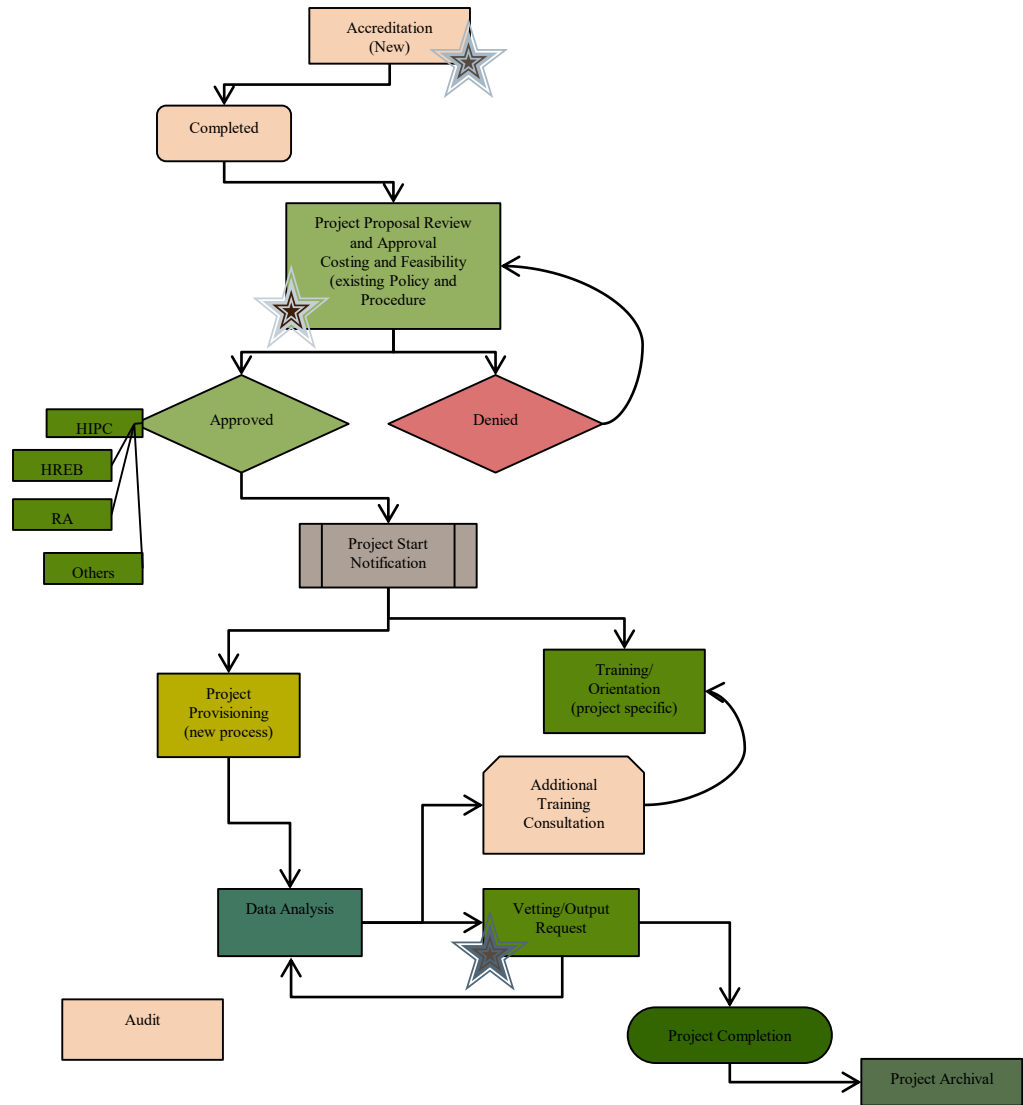 Accreditation
(New)
Completed
Project Proposal Review
and Approval
Costing and Feasibility
(existing Policy and
Procedure
Approved
Denied
HIPC
HREB
RA
Others
Project Start
Notification
Training/
Orientation
(project specific)
Project
Provisioning
(new process)
Additional
Training
Consultation
Data Analysis
Vetting/Output
Request
Audit
Project Completion
Project Archival